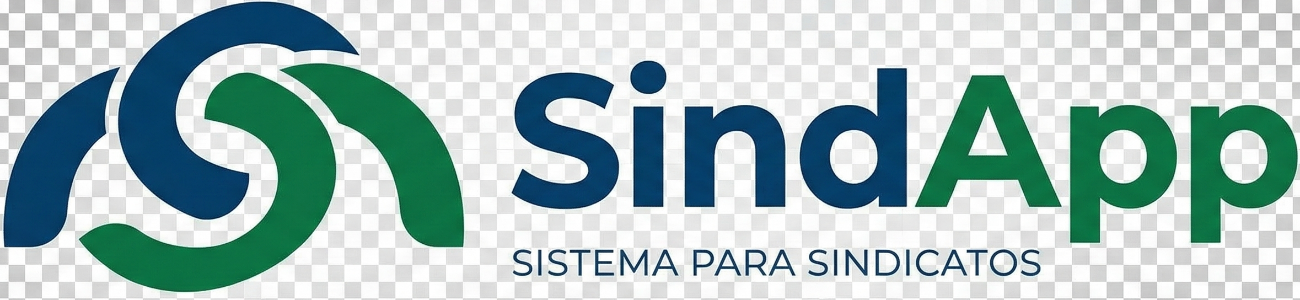 SindApp
SISTEMA PARA SINDICATOS